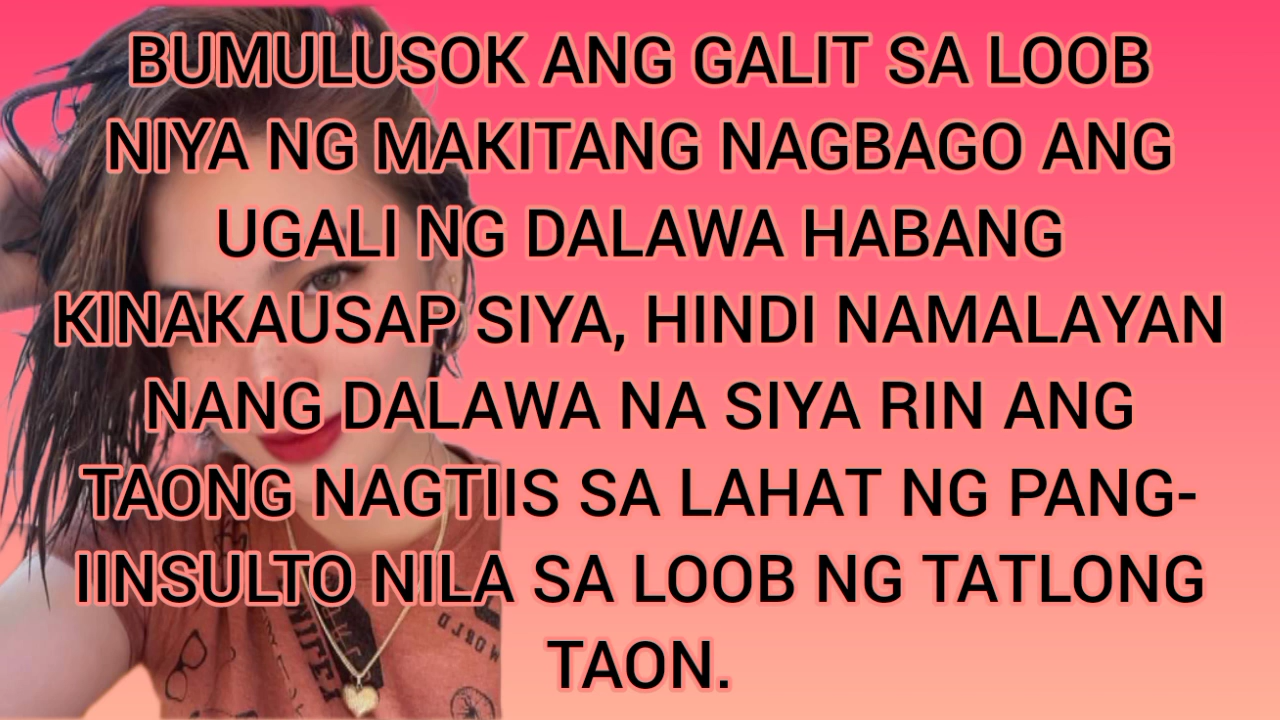 BUMULUSOK ANG GALIT SA LOOB
NIYA NG MAKITANG NAGBAGO ANG
UGALI NG DALAWA HABANG
KINAKAUSAP SIYA, HINDI NAMALAYAN
NANG DALAWA NA SIYA RIN ANG
TAONG NAGTIIS SA LAHAT NG PANG-
IINSULTO NILA SA LOOB NG TATLONG
TAON.